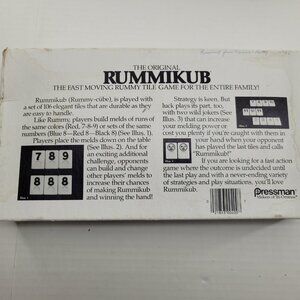 THE ORIGINAL
RUMMIKUB
THE FAST MOVING RUMMY TILE GAME FOR THE ENTIRE FAMILY!
Rummikub (Rummy-cube), is played with
a set of 106 elegant tiles that are durable as they
are easy to handle.
Like Rummy, players build melds of runs
of the same colors (Red, 7-8-9) or sets of the same
numbers (Blue 8—Red 8—Black 8) (See Illus. 1).
Players place the melds down on the table
(See Illus. 2). And for
an exciting additional
challenge, opponents
can build and change
other players' melds to
increase their chances
of making Rummikub
and winning the hand!
7 8 9
8 8 8
Strategy is keen. But
luck plays its part, too,
with two wild jokers (See
Illus. 3) that can increase
your melding power or
cost you plenty if you're caught with them in
your hand when your opponent
has played the last tiles and calls
"Rummikub!"
If you are looking for a fast action
game where the outcome is undecided until
the last play and with a never-ending variety
of strategies and play situations, you'll love
Rummikub.
Pressman